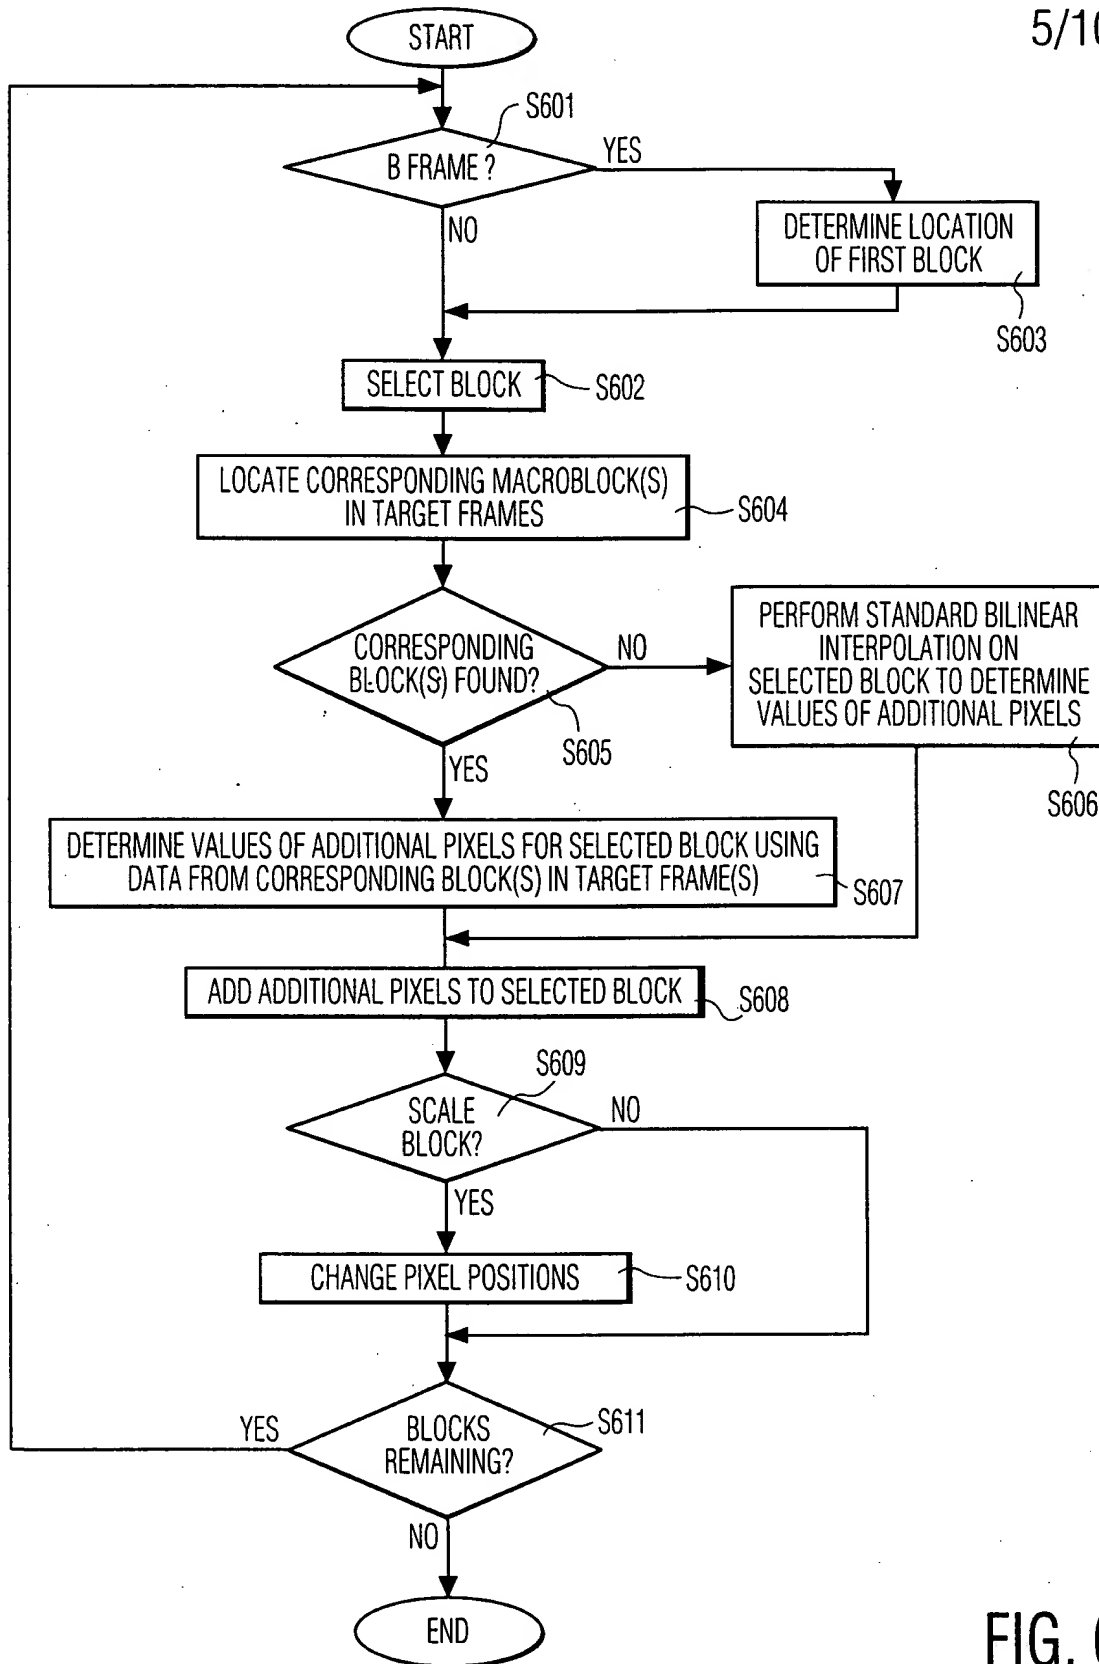 5/10
START
S601
B FRAME ?
YES
NO
DETERMINE LOCATION
OF FIRST BLOCK
S603
SELECT BLOCK
S602
LOCATE CORRESPONDING MACROBLOCK(S)
IN TARGET FRAMES
S604
CORRESPONDING
BLOCK(S) FOUND?
NO
S605
YES
PERFORM STANDARD BILINEAR
INTERPOLATION ON
SELECTED BLOCK TO DETERMINE
VALUES OF ADDITIONAL PIXELS
S606
DETERMINE VALUES OF ADDITIONAL PIXELS FOR SELECTED BLOCK USING
DATA FROM CORRESPONDING BLOCK(S) IN TARGET FRAME(S)
S607
ADD ADDITIONAL PIXELS TO SELECTED BLOCK
S608
S609
SCALE
BLOCK?
NO
YES
CHANGE PIXEL POSITIONS
S610
YES
BLOCKS
REMAINING?
S611
NO
END
FIG.